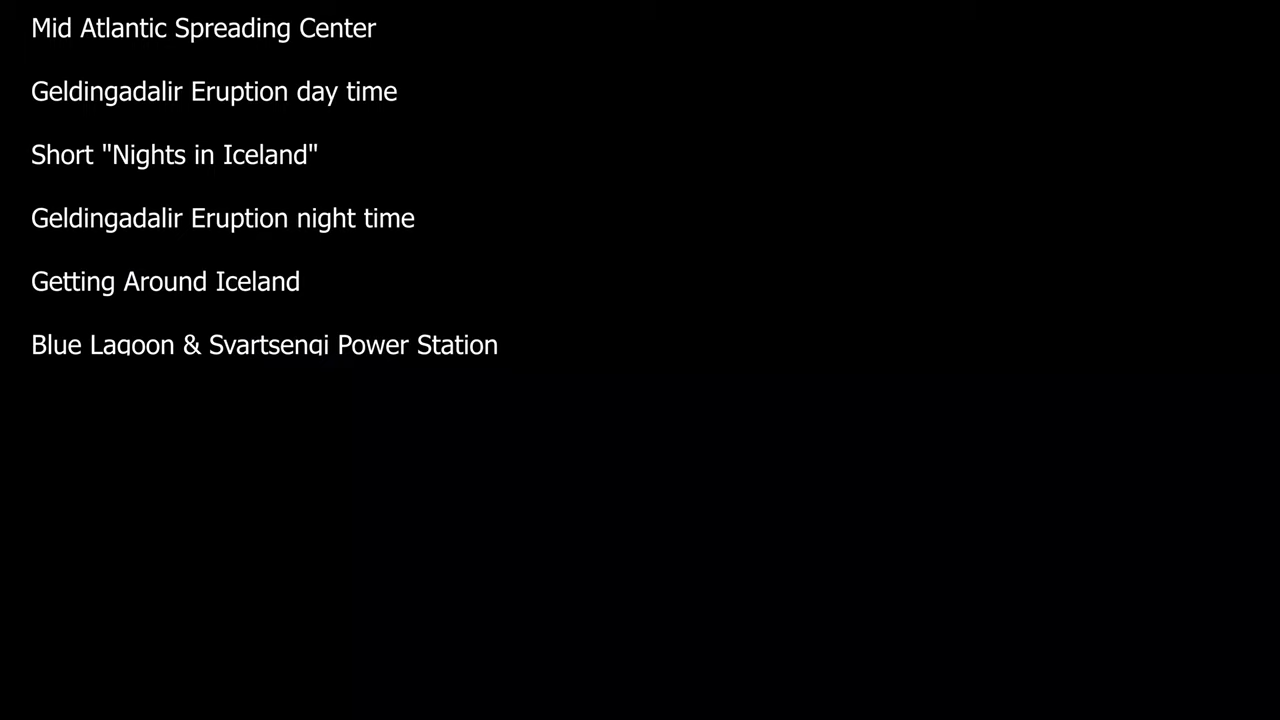 Mid Atlantic Spreading Center
Geldingadalir Eruption day time
Short "Nights in Iceland"
Geldingadalir Eruption night time
Getting Around Iceland
Blue Lagoon & Svartsengi Power Station